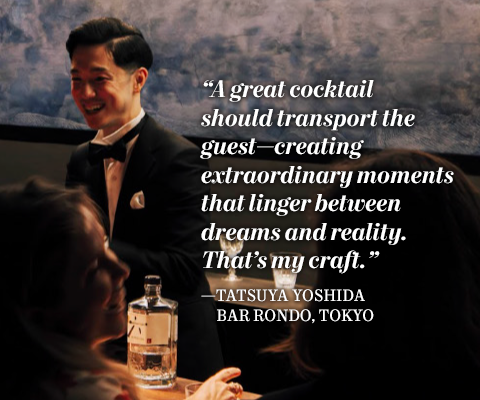 “A great cocktail
should transport the
guest—creating
extraordinary moments
that linger between
dreams and reality.
That’s my craft.”
—TATSUYA YOSHIDA
BAR RONDO, TOKYO
六